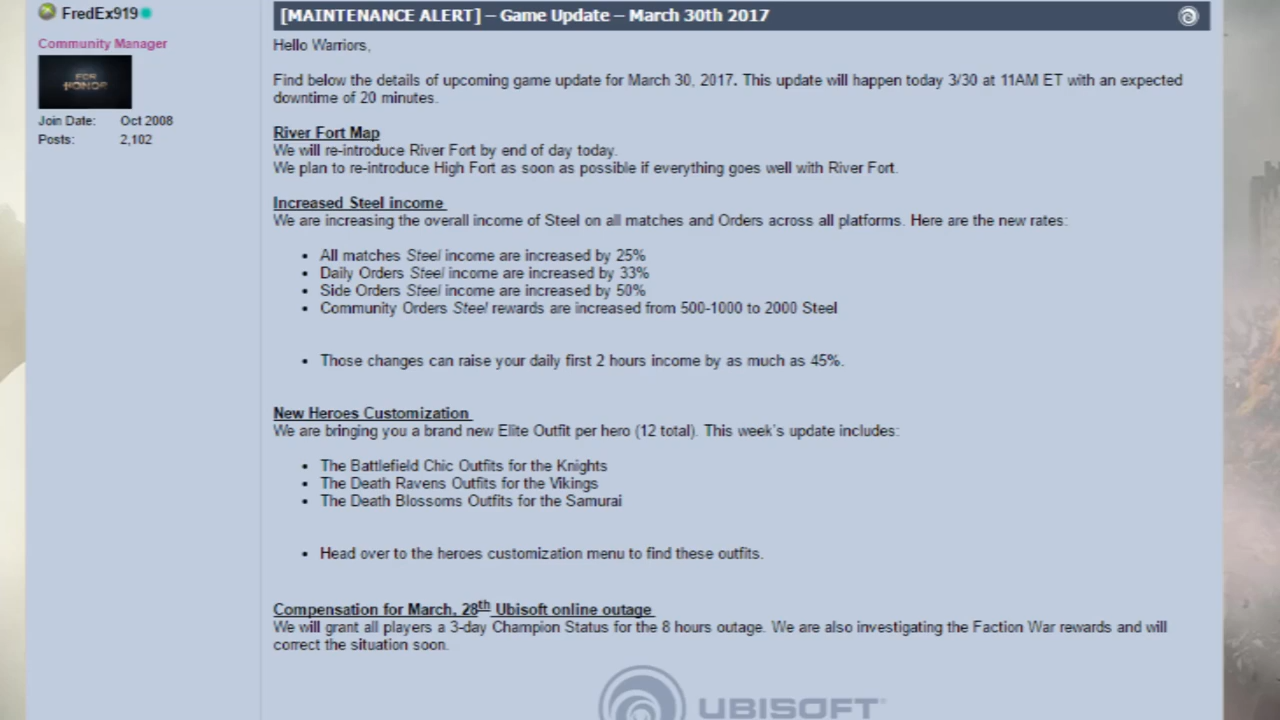 FredEx919
Community Manager
FOR HONOR
Join Date: Oct 2008
Posts: 2,102
[MAINTENANCE ALERT] – Game Update – March 30th 2017
Hello Warriors,
Find below the details of upcoming game update for March 30, 2017. This update will happen today 3/30 at 11AM ET with an expected
downtime of 20 minutes.
River Fort Map
We will re-introduce River Fort by end of day today.
We plan to re-introduce High Fort as soon as possible if everything goes well with River Fort.
Increased Steel income
We are increasing the overall income of Steel on all matches and Orders across all platforms. Here are the new rates:
• All matches Steel income are increased by 25%
• Daily Orders Steel income are increased by 33%
• Side Orders Steel income are increased by 50%
• Community Orders Steel rewards are increased from 500-1000 to 2000 Steel
• Those changes can raise your daily first 2 hours income by as much as 45%.
New Heroes Customization
We are bringing you a brand new Elite Outfit per hero (12 total). This week's update includes:
• The Battlefield Chic Outfits for the Knights
• The Death Ravens Outfits for the Vikings
• The Death Blossoms Outfits for the Samurai
• Head over to the heroes customization menu to find these outfits.
Compensation for March, 28th Ubisoft online outage
We will grant all players a 3-day Champion Status for the 8 hours outage. We are also investigating the Faction War rewards and will
correct the situation soon.
UBISOFT